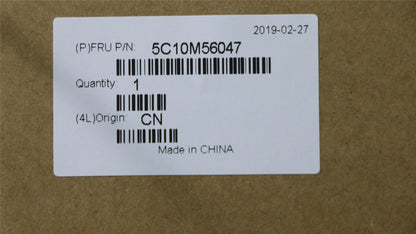 2019-02-27
(P)FRU P/N: 5C10M56047
Quantity: 1
(4L)Origin: CN
Made in CHINA